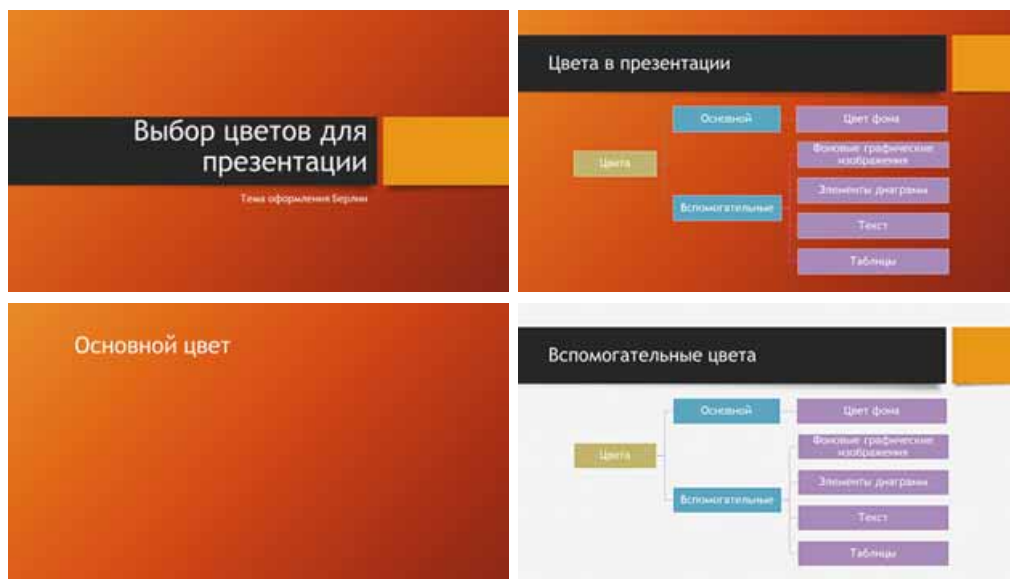 Выбор цветов для
презентации
Тема оформления Берлин
Цвета в презентации
Основной
Цвет фона
Фоновые графические
изображения
Цвета
Элементы диаграмм
Вспомогательные
Текст
Таблицы
Основной цвет
Вспомогательные цвета
Основной
Цвет фона
Фоновые графические
изображения
Цвета
Элементы диаграмм
Вспомогательные
Текст
Таблицы